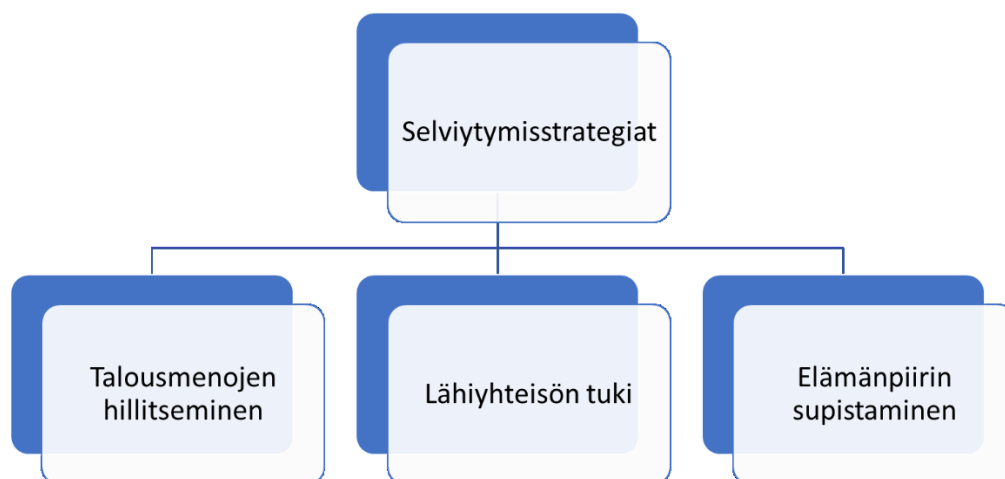 Selviytymisstrategiat
Talousmenojen
hillitseminen
Lähiyhteisön tuki
Elämänpiirin
supistaminen